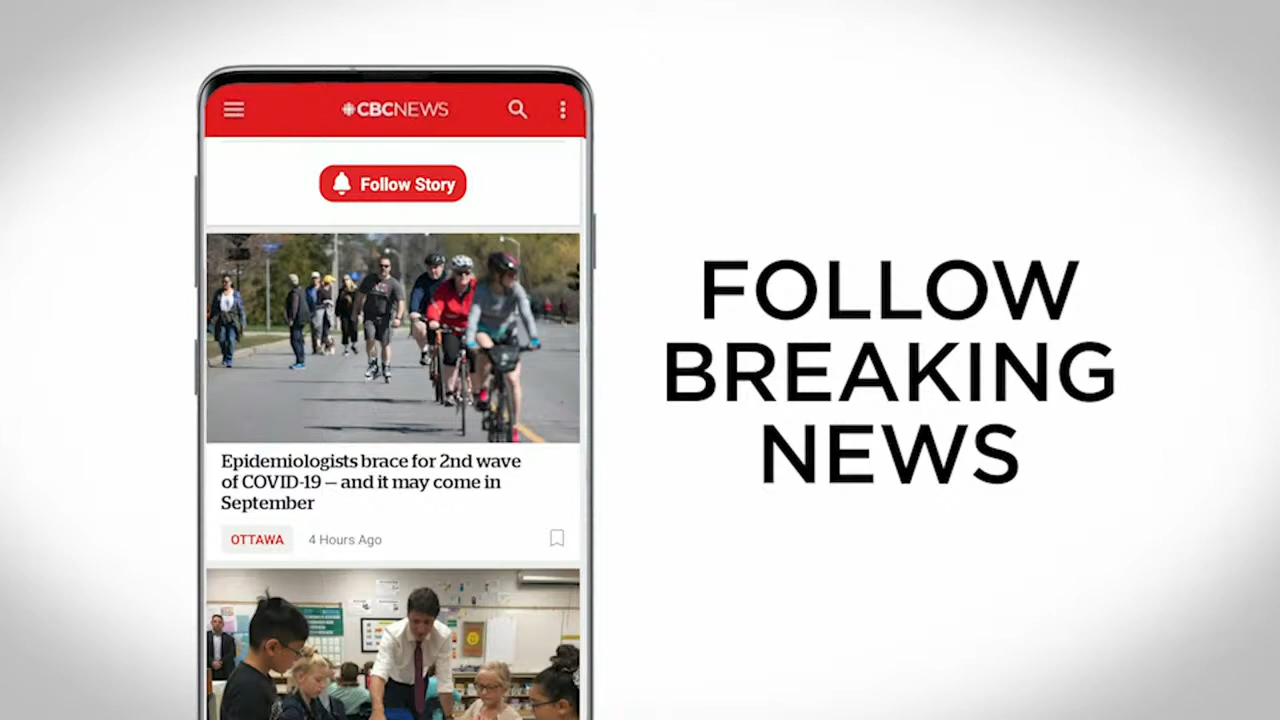 CBCNEWS
Follow Story
Epidemiologists brace for 2nd wave
of COVID-19 — and it may come in
September
OTTAWA
4 Hours Ago
FOLLOW
BREAKING
NEWS